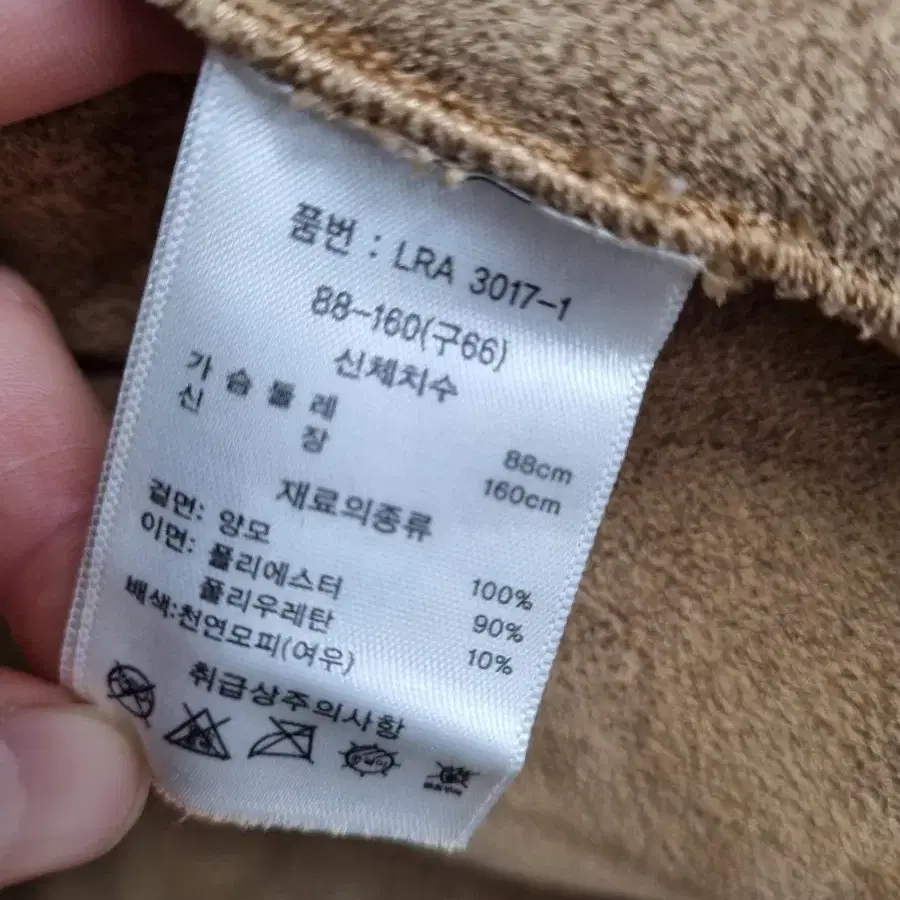 품번 : LRA 3017-1
88-160(구66)
신체치수
가슴둘레 88cm
신 장 160cm
재료의종류
겉면: 양모 100%
이면: 폴리에스터 90%
폴리우레탄 10%
배색:천연모피(여우)
취급상주의사항